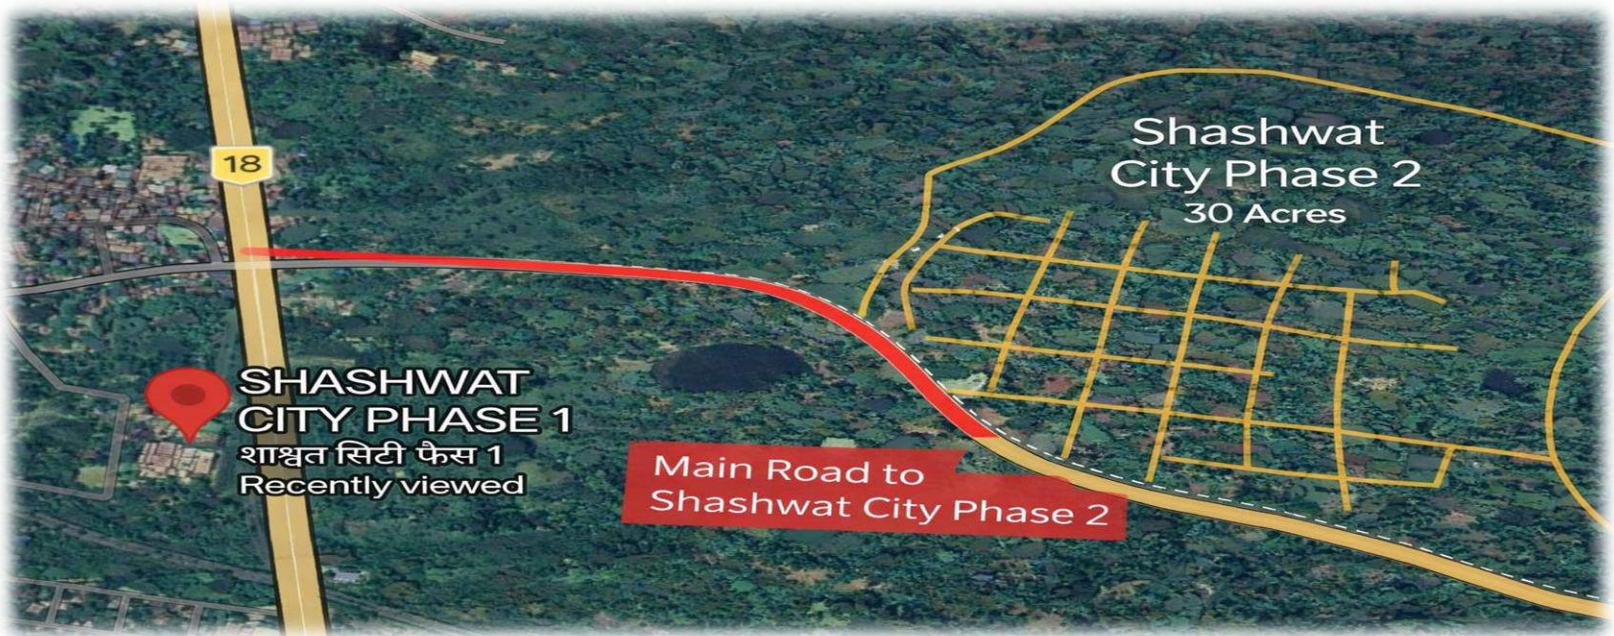 18
Shashwat
City Phase 2
30 Acres
SHASHWAT
CITY PHASE 1
शाश्वत सिटी फैस 1
Recently viewed
Main Road to
Shashwat City Phase 2